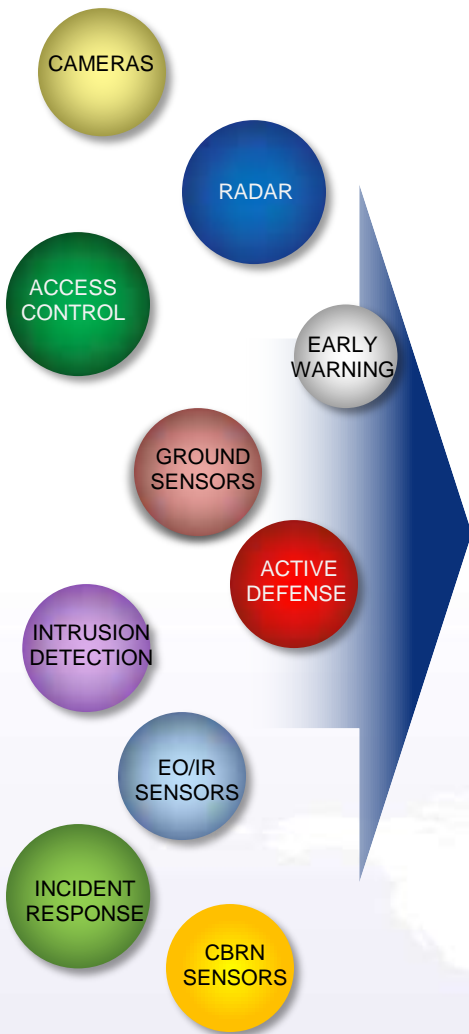 CAMERAS
RADAR
ACCESS
CONTROL
EARLY
WARNING
GROUND
SENSORS
ACTIVE
DEFENSE
INTRUSION
DETECTION
EO/IR
SENSORS
INCIDENT
RESPONSE
CBRN
SENSORS